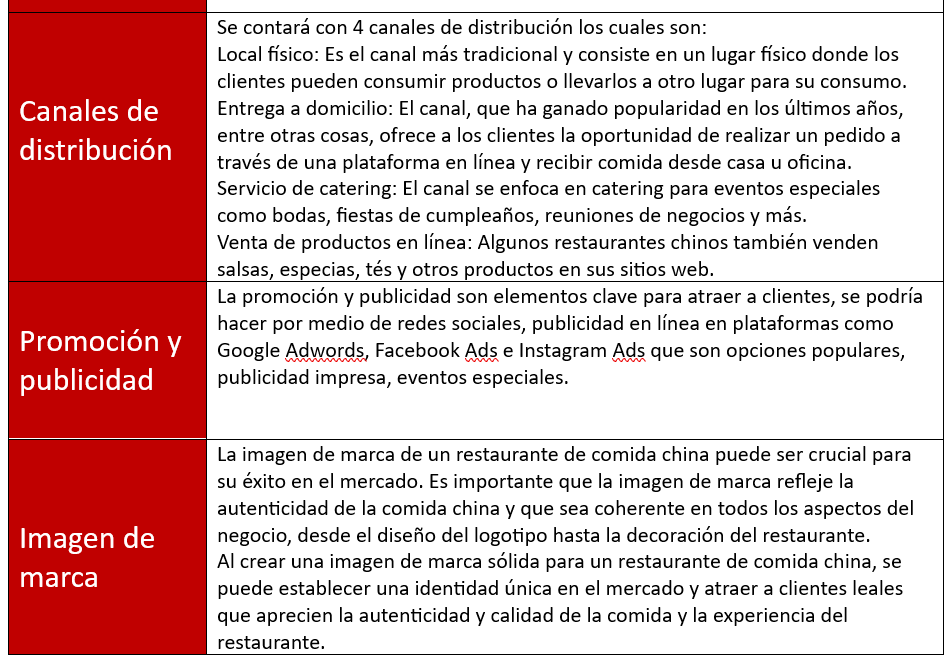 Canales de
distribución
Se contará con 4 canales de distribución los cuales son:
Local físico: Es el canal más tradicional y consiste en un lugar físico donde los
clientes pueden consumir productos o llevarlos a otro lugar para su consumo.
Entrega a domicilio: El canal, que ha ganado popularidad en los últimos años,
entre otras cosas, ofrece a los clientes la oportunidad de realizar un pedido a
través de una plataforma en línea y recibir comida desde casa u oficina.
Servicio de catering: El canal se enfoca en catering para eventos especiales
como bodas, fiestas de cumpleaños, reuniones de negocios y más.
Venta de productos en línea: Algunos restaurantes chinos también venden
salsas, especias, tés y otros productos en sus sitios web.
Promoción y
publicidad
La promoción y publicidad son elementos clave para atraer a clientes, se podría
hacer por medio de redes sociales, publicidad en línea en plataformas como
Google Adwords, Facebook Ads e Instagram Ads que son opciones populares,
publicidad impresa, eventos especiales.
Imagen de
marca
La imagen de marca de un restaurante de comida china puede ser crucial para
su éxito en el mercado. Es importante que la imagen de marca refleje la
autenticidad de la comida china y que sea coherente en todos los aspectos del
negocio, desde el diseño del logotipo hasta la decoración del restaurante.
Al crear una imagen de marca sólida para un restaurante de comida china, se
puede establecer una identidad única en el mercado y atraer a clientes leales
que aprecien la autenticidad y calidad de la comida y la experiencia del
restaurante.